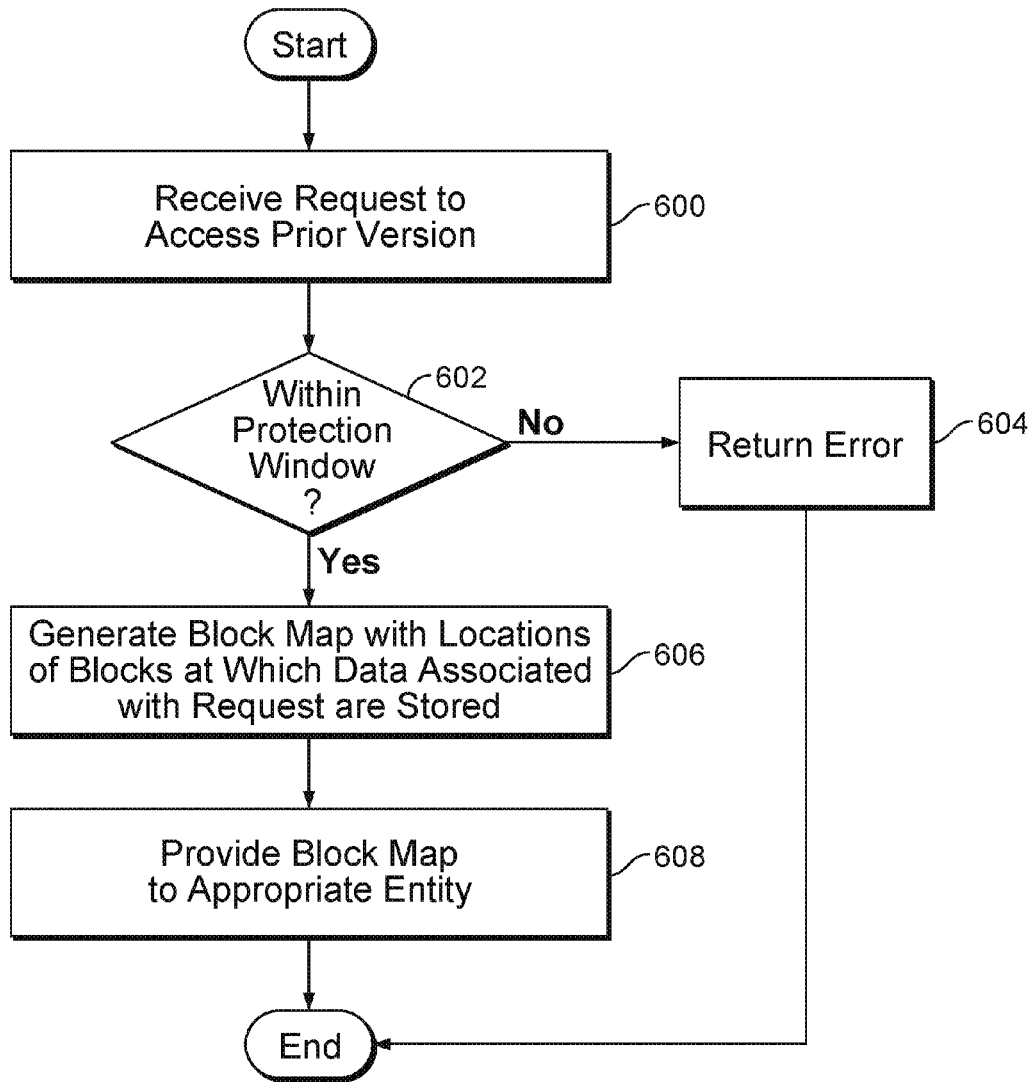 Start
Receive Request to
Access Prior Version
600
602
Within
Protection
Window
?
No
Return Error
604
Yes
Generate Block Map with Locations
of Blocks at Which Data Associated
with Request are Stored
606
Provide Block Map
to Appropriate Entity
608
End